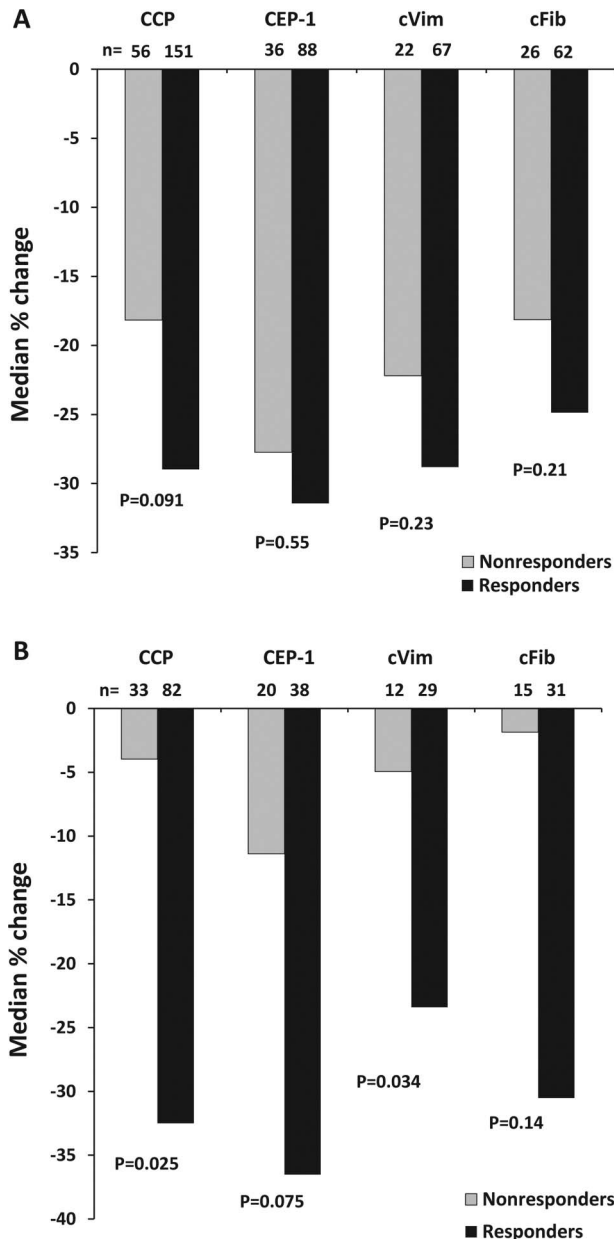 A
CCP CEP-1 cVim cFib
n= 56 151 36 88 22 67 26 62
0
-5
-10
-15
-20
-25
-30
-35
Median % change
P=0.091
P=0.55
P=0.23
P=0.21
Nonresponders
Responders
B
CCP CEP-1 cVim cFib
n= 33 82 20 38 12 29 15 31
0
-5
-10
-15
-20
-25
-30
-35
-40
Median % change
P=0.025
P=0.075
P=0.034
P=0.14
Nonresponders
Responders